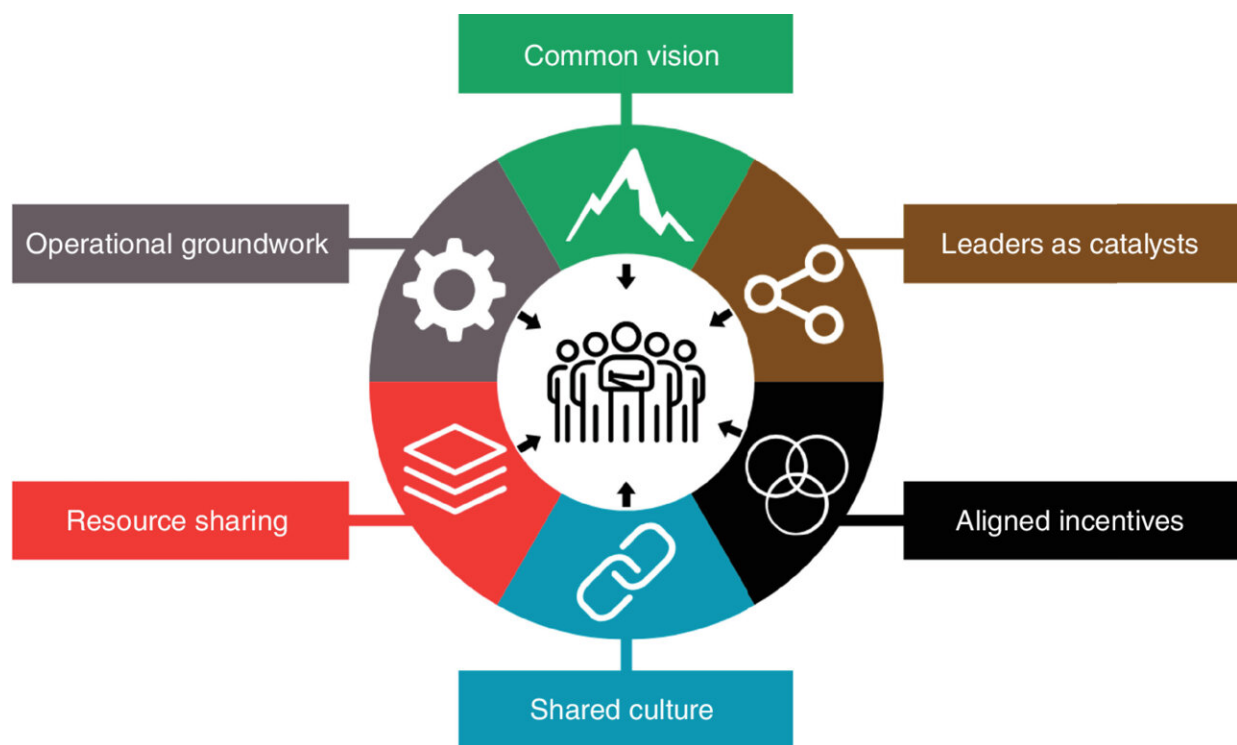 Common vision
Operational groundwork
Leaders as catalysts
Resource sharing
Aligned incentives
Shared culture